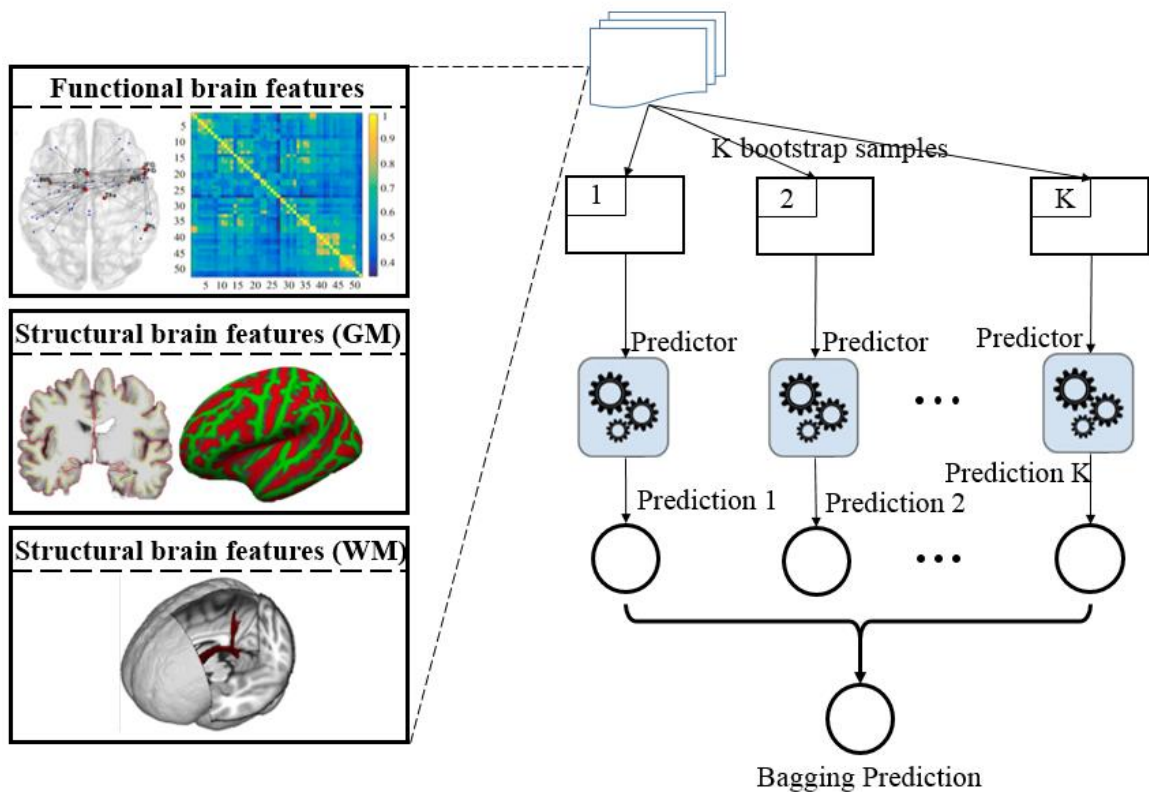 Functional brain features
5
10
15
20
25
30
35
40
45
50
5 10 15 20 25 30 35 40 45 50
1
0.9
0.8
0.7
0.6
0.5
0.4
Structural brain features (GM)
Structural brain features (WM)
K bootstrap samples
1
2
K
Predictor
Predictor
Predictor
• • •
Prediction 1
Prediction 2
Prediction K
• • •
Bagging Prediction